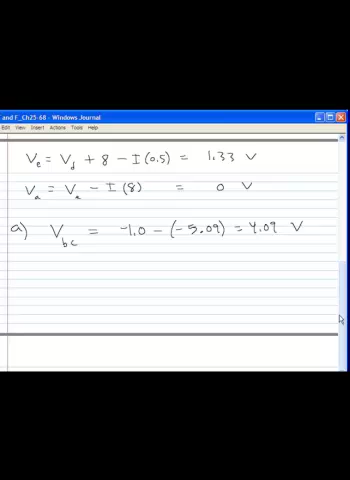 and F_Ch25-68 - Windows Journal
Edit View Insert Actions Tools Help
V_e = V_d + 8 - I(0.5) = 1.33 V
V_a = V_e - I(8) = 0 V
a) V_bc = -1.0 - (-5.09) = 4.09 V